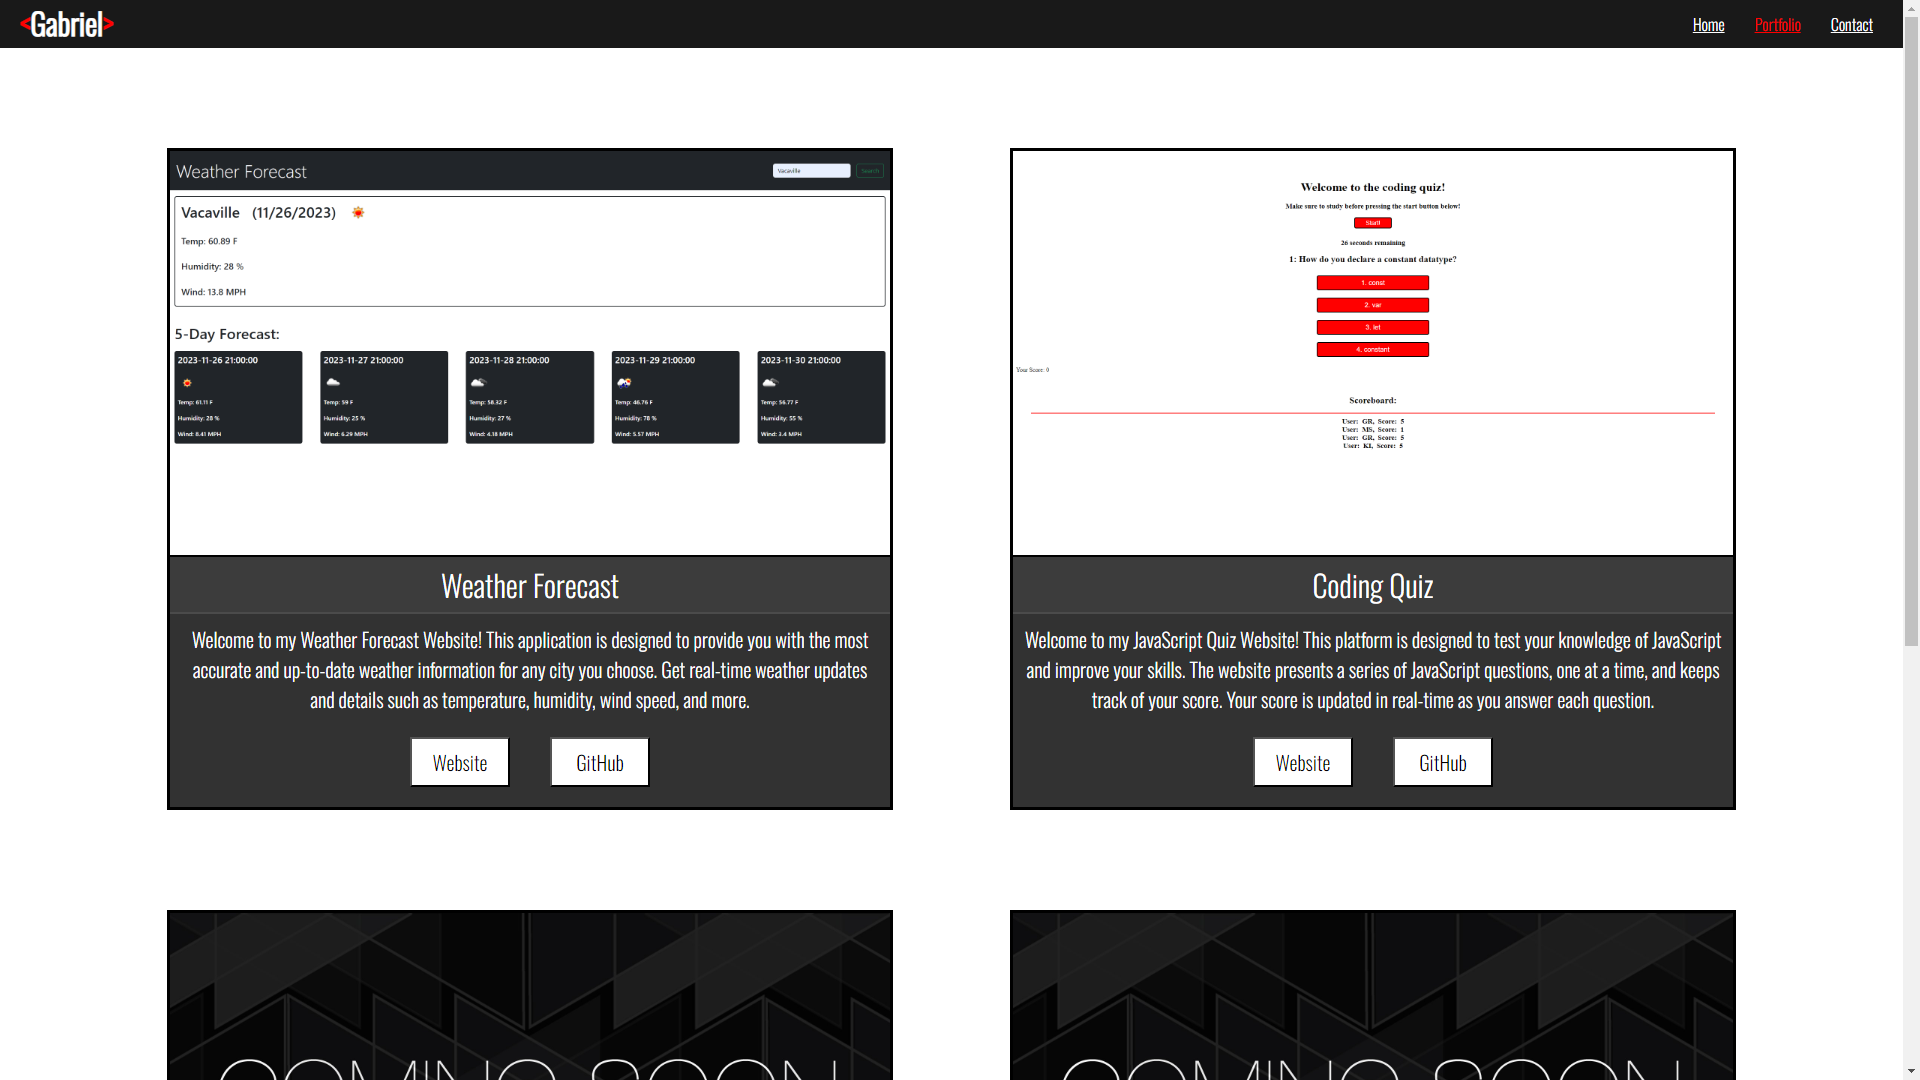 <Gabriel>
Home Portfolio Contact
Weather Forecast
Vacaville Search
Vacaville (11/26/2023)
Temp: 60.89 F
Humidity: 28 %
Wind: 13.8 MPH
5-Day Forecast:
2023-11-26 21:00:00
Temp: 61.11 F
Humidity: 28 %
Wind: 8.41 MPH
2023-11-27 21:00:00
Temp: 59 F
Humidity: 25 %
Wind: 6.29 MPH
2023-11-28 21:00:00
Temp: 58.32 F
Humidity: 27 %
Wind: 4.18 MPH
2023-11-29 21:00:00
Temp: 46.76 F
Humidity: 78 %
Wind: 5.57 MPH
2023-11-30 21:00:00
Temp: 56.77 F
Humidity: 55 %
Wind: 3.4 MPH
Weather Forecast
Welcome to my Weather Forecast Website! This application is designed to provide you with the most
accurate and up-to-date weather information for any city you choose. Get real-time weather updates
and details such as temperature, humidity, wind speed, and more.
Website GitHub
Welcome to the coding quiz!
Make sure to study before pressing the start button below!
Start!
26 seconds remaining
1: How do you declare a constant datatype?
1. const
2. var
3. let
4. constant
Your Score: 0
Scoreboard:
User: GR, Score: 5
User: MS, Score: 1
User: GR, Score: 5
User: KI, Score: 5
Coding Quiz
Welcome to my JavaScript Quiz Website! This platform is designed to test your knowledge of JavaScript
and improve your skills. The website presents a series of JavaScript questions, one at a time, and keeps
track of your score. Your score is updated in real-time as you answer each question.
Website GitHub
COMING SOON
COMING SOON